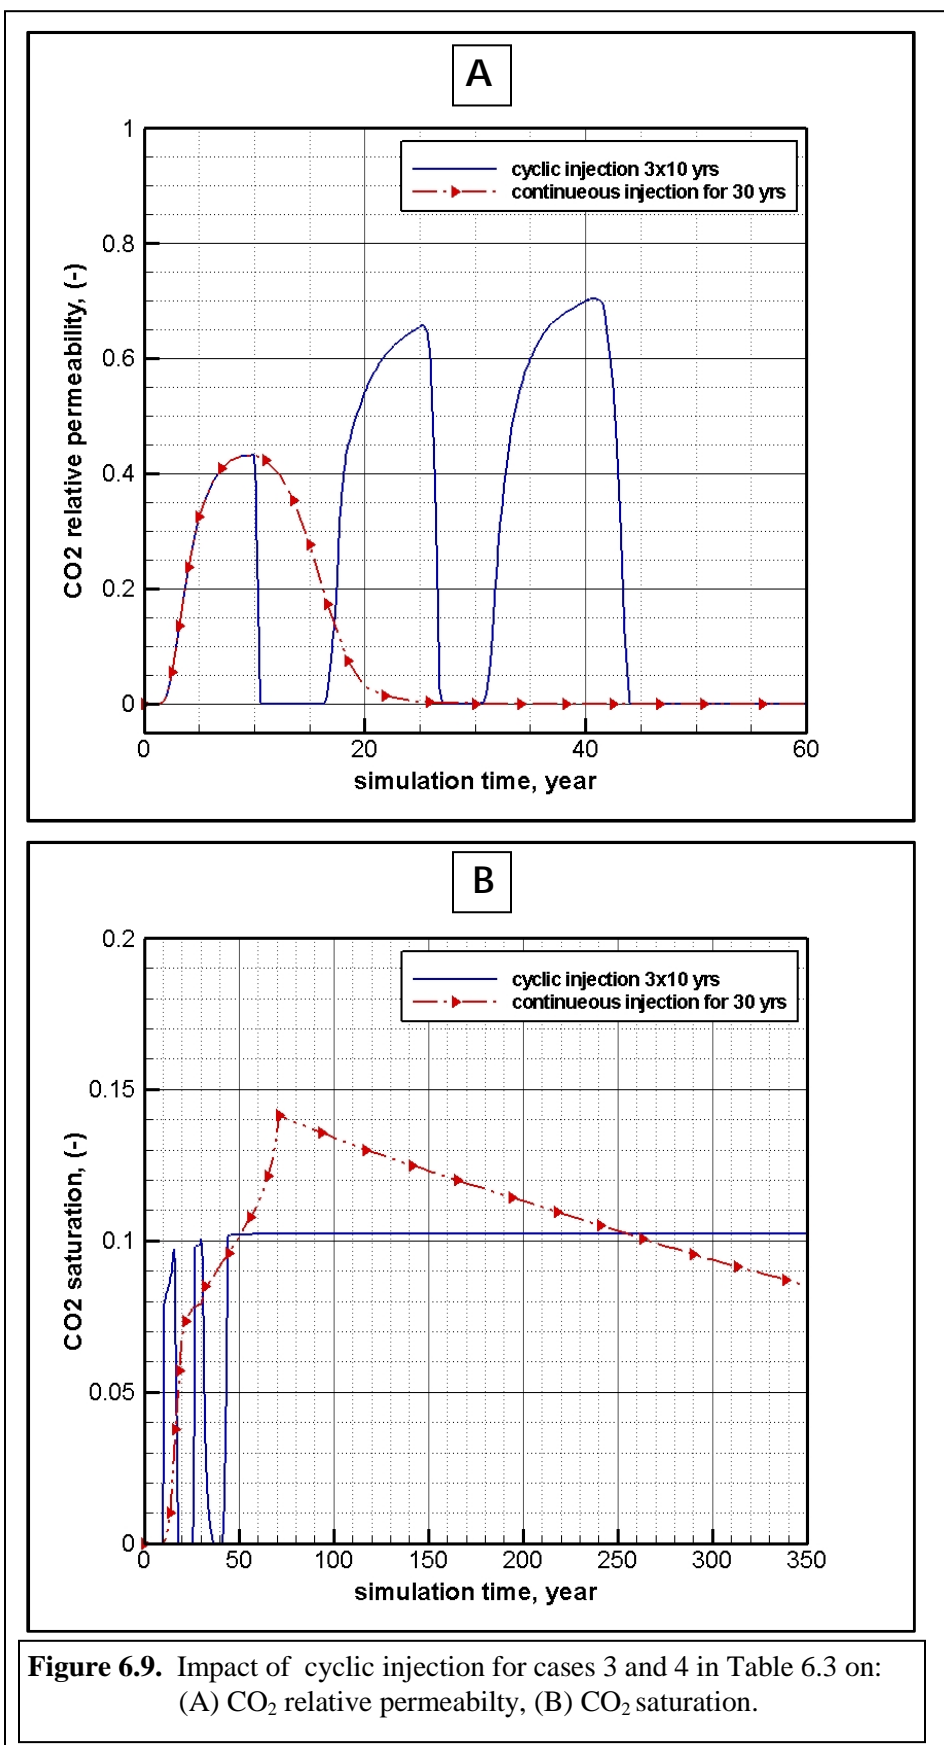 A
1
cyclic injection 3x10 yrs
continueous injection for 30 yrs
0.8
0.6
0.4
0.2
0
CO2 relative permeability, (-)
0 20 40 60
simulation time, year
B
0.2
cyclic injection 3x10 yrs
continueous injection for 30 yrs
0.15
0.1
0.05
0
CO2 saturation, (-)
0 50 100 150 200 250 300 350
simulation time, year
Figure 6.9. Impact of cyclic injection for cases 3 and 4 in Table 6.3 on:
(A) CO₂ relative permeabilty, (B) CO₂ saturation.